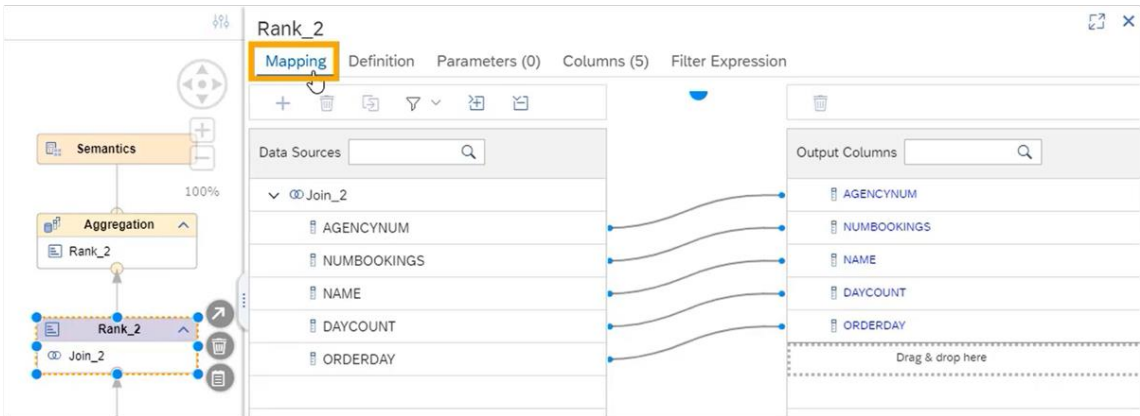 Rank_2
Mapping Definition Parameters (0) Columns (5) Filter Expression
Semantics
100%
Aggregation
Rank_2
Rank_2
Join_2
Data Sources
Join_2
AGENCYNUM
NUMBOOKINGS
NAME
DAYCOUNT
ORDERDAY
Output Columns
AGENCYNUM
NUMBOOKINGS
NAME
DAYCOUNT
ORDERDAY
Drag & drop here